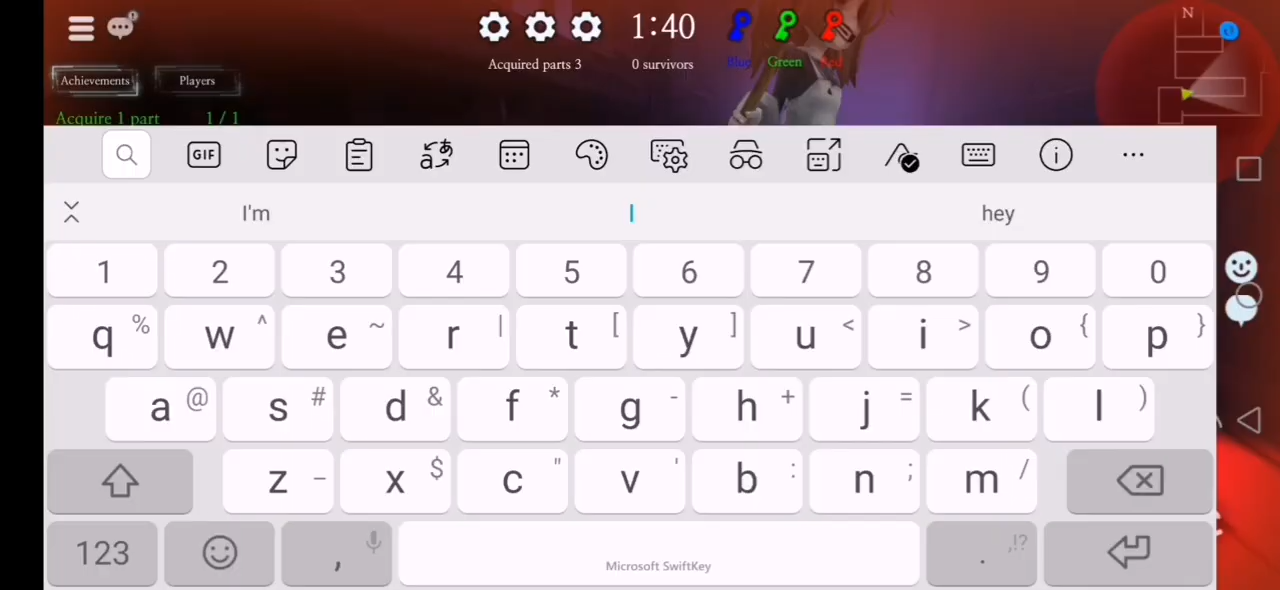 N
1:40
Acquired parts 3
0 survivors
Blue
Green
Red
Achievements
Players
Acquire 1 part
1 / 1
GIF
I'm
I
hey
1 2 3 4 5 6 7 8 9 0
q % w ^ e ~ r | t [ y ] u < i > o { p }
a @ s # d & f * g - h + j = k ( l )
z _ x $ c " v ' b : n ; m /
123 , . ,!?
Microsoft SwiftKey